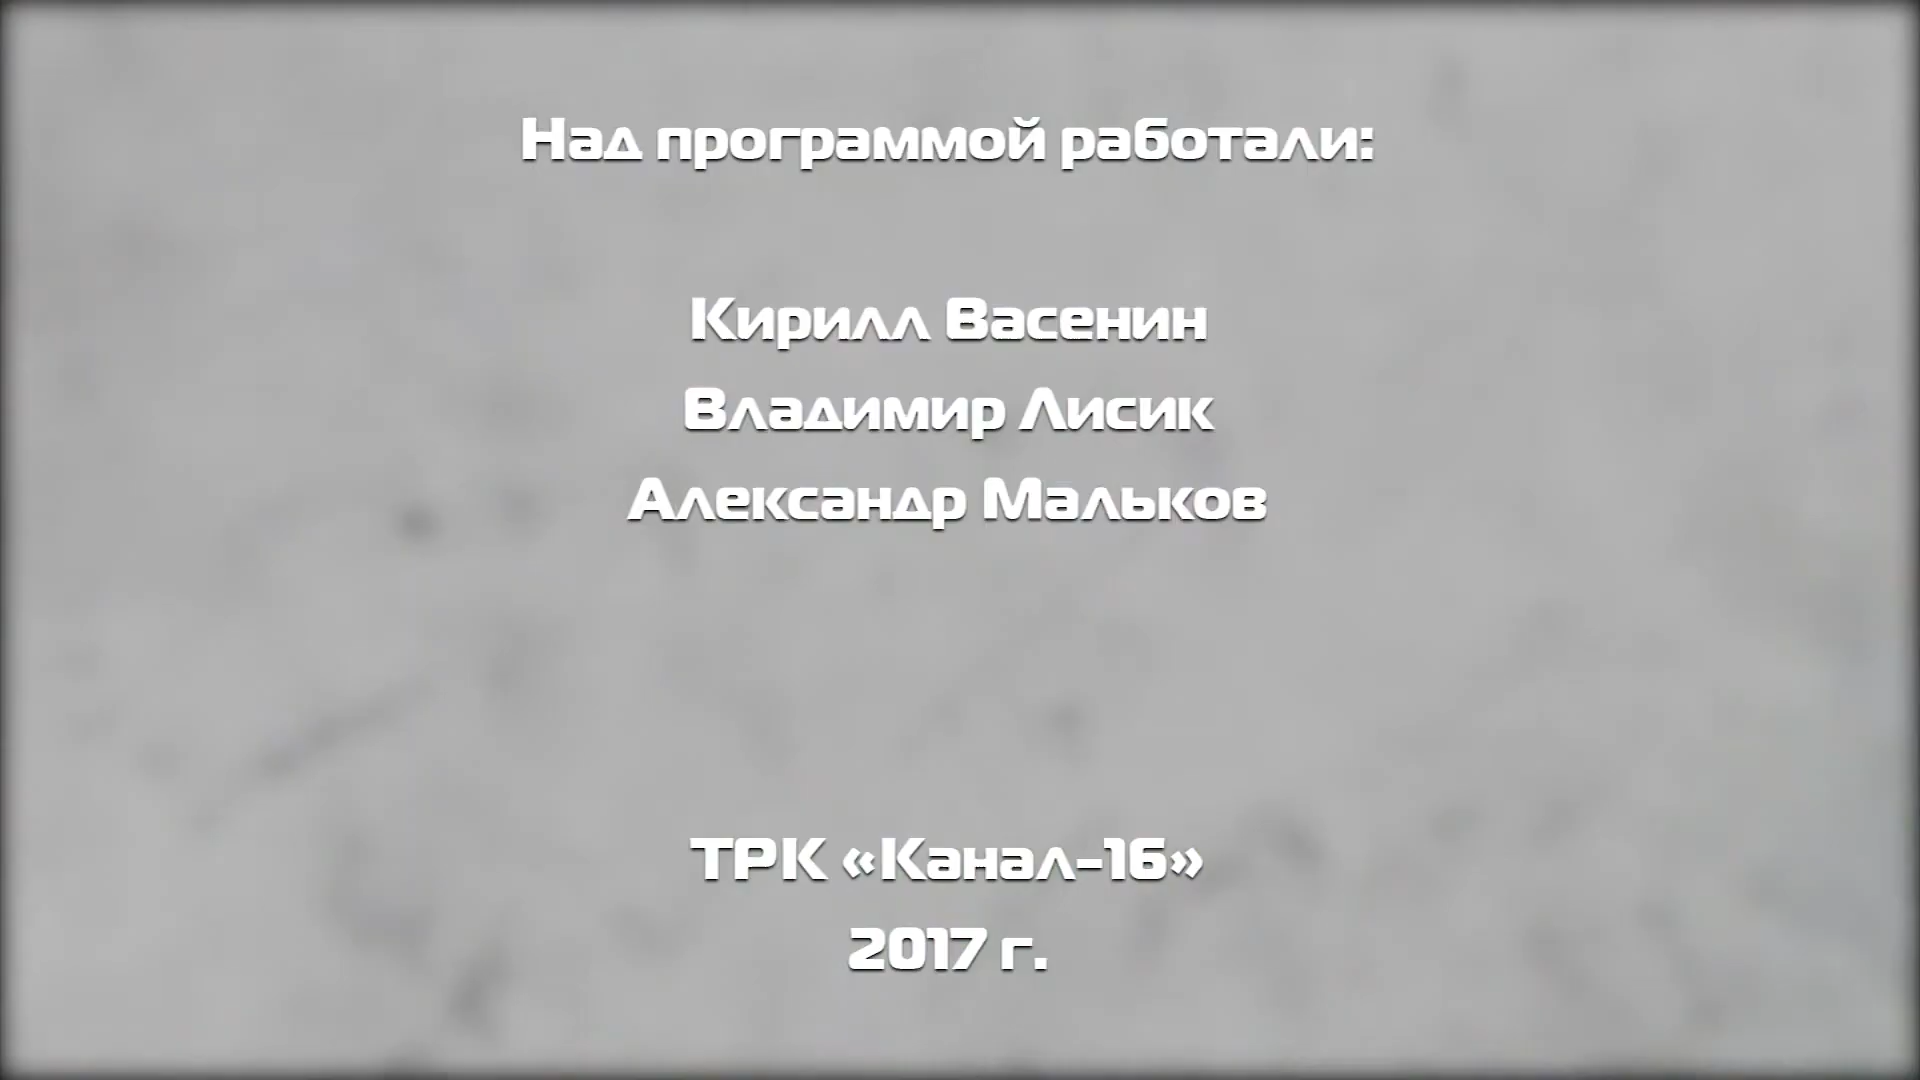 Над программой работали:
Кирилл Васенин
Владимир Лисик
Александр Мальков
ТРК «Канал-16»
2017 г.